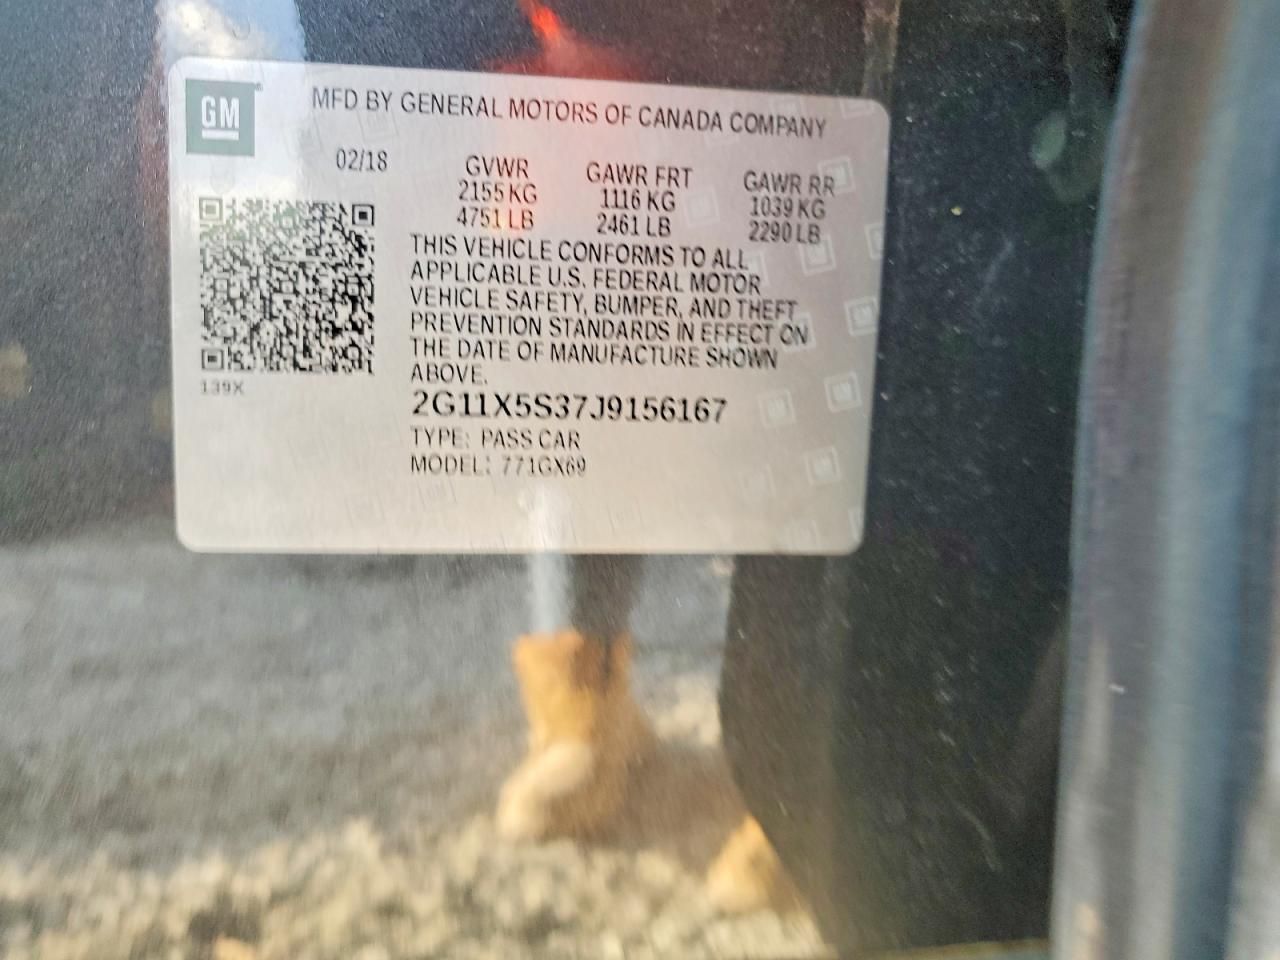 GM
MFD BY GENERAL MOTORS OF CANADA COMPANY
02/18
GVWR GAWR FRT GAWR RR
2155 KG 1116 KG 1039 KG
4751 LB 2461 LB 2290 LB
THIS VEHICLE CONFORMS TO ALL
APPLICABLE U.S. FEDERAL MOTOR
VEHICLE SAFETY, BUMPER, AND THEFT
PREVENTION STANDARDS IN EFFECT ON
THE DATE OF MANUFACTURE SHOWN
ABOVE.
139X
2G11X5S37J9156167
TYPE: PASS CAR
MODEL: 771GX69